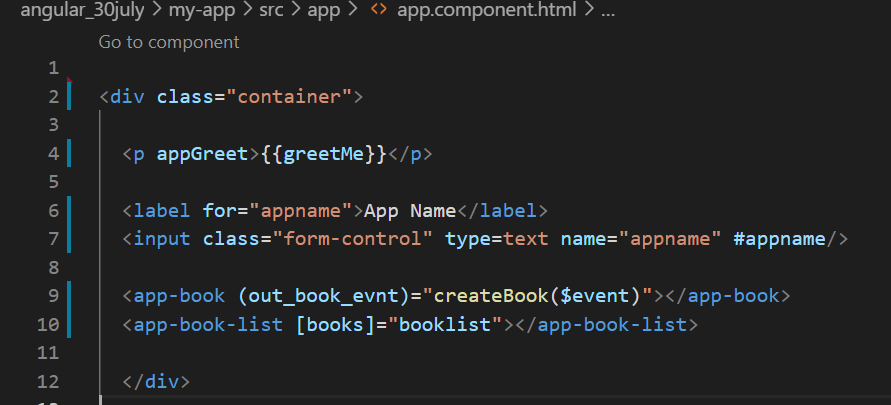 angular_30july > my-app > src > app > <> app.component.html > ...
Go to component
1
2 <div class="container">
3
4 <p appGreet>{{greetMe}}</p>
5
6 <label for="appname">App Name</label>
7 <input class="form-control" type=text name="appname" #appname/>
8
9 <app-book (out_book_evnt)="createBook($event)"></app-book>
10 <app-book-list [books]="booklist"></app-book-list>
11
12 </div>